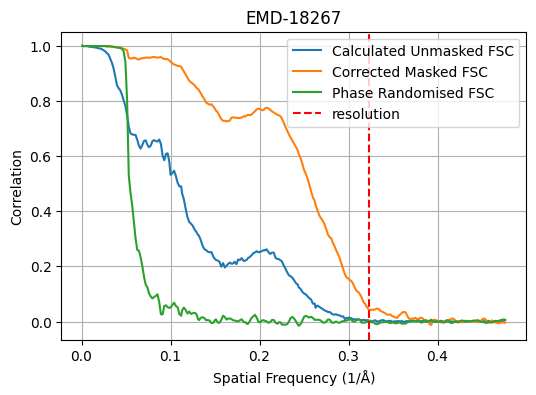 EMD-18267
Calculated Unmasked FSC
Corrected Masked FSC
Phase Randomised FSC
resolution
Correlation
1.0
0.8
0.6
0.4
0.2
0.0
0.0 0.1 0.2 0.3 0.4
Spatial Frequency (1/Å)